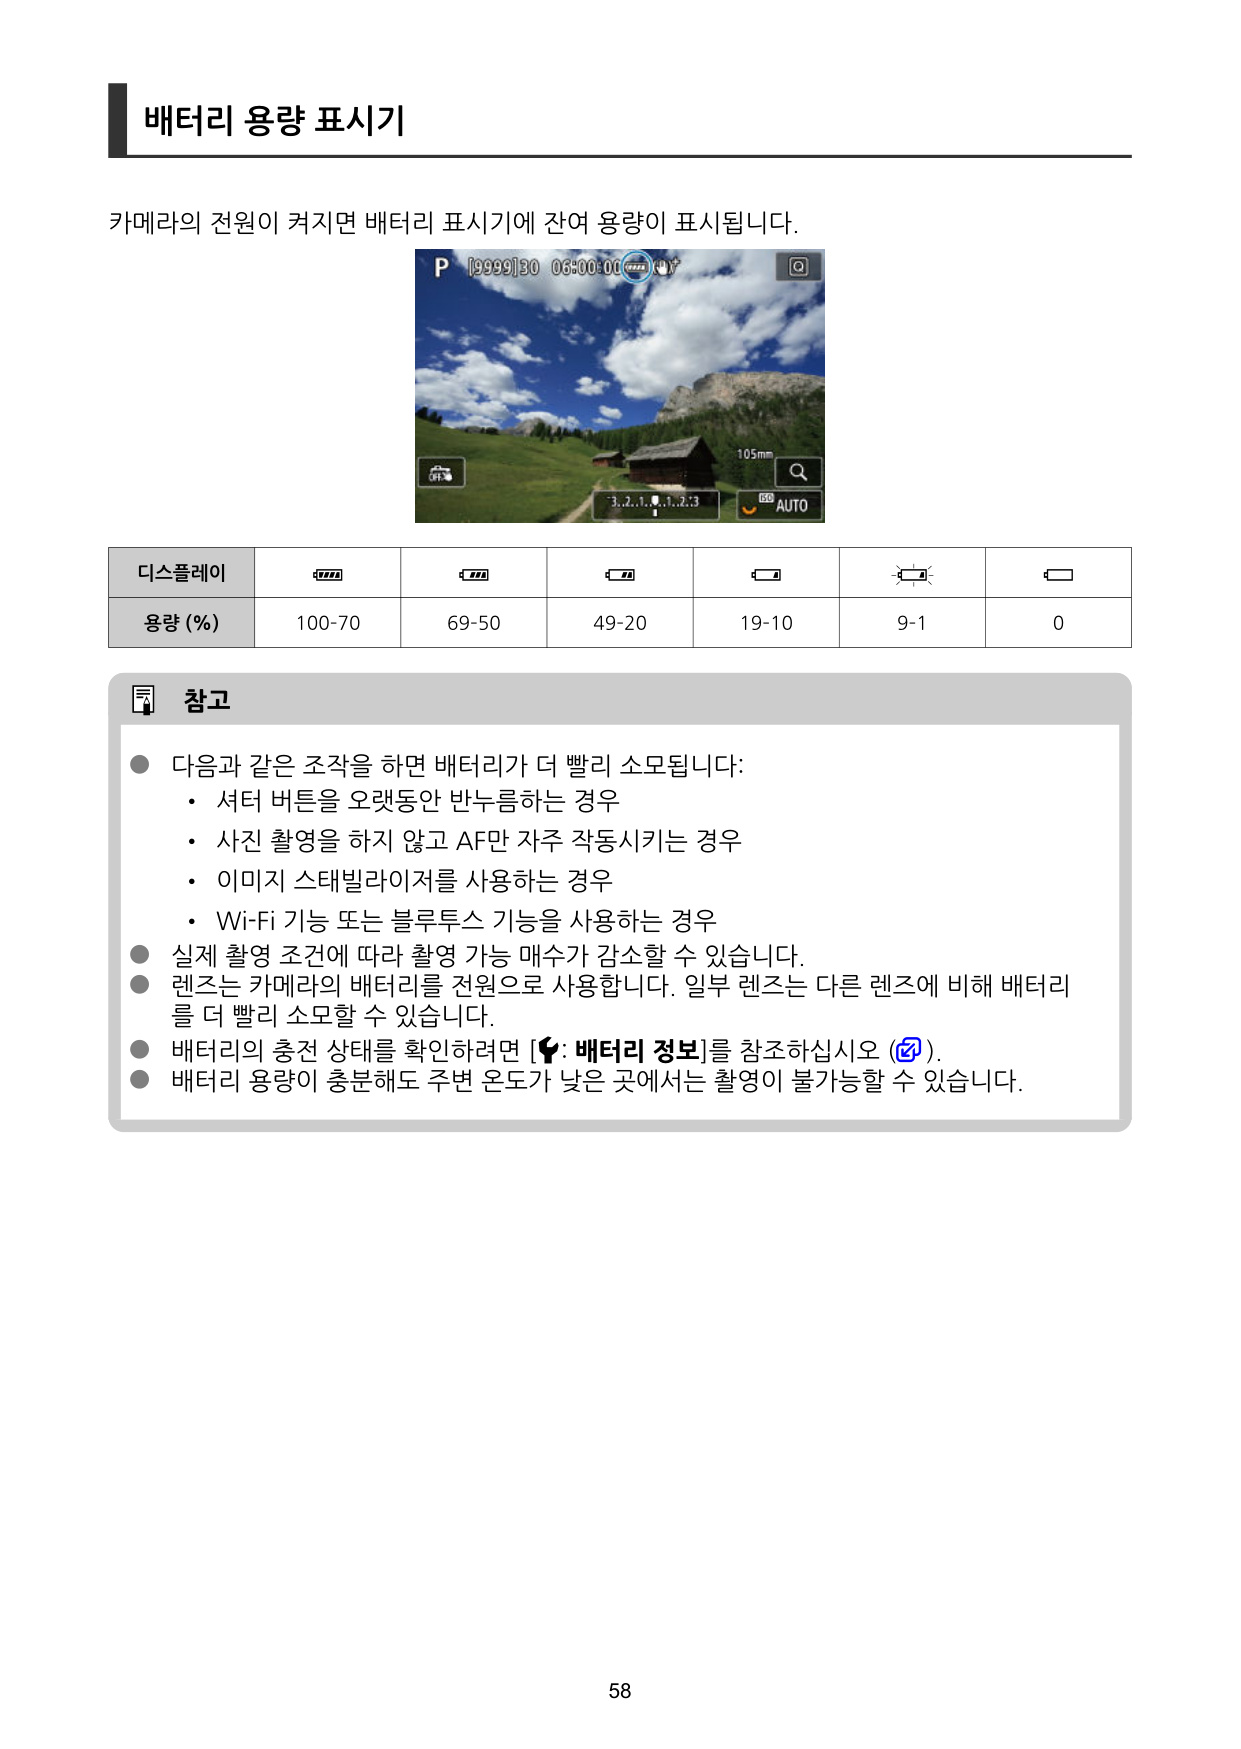 배터리 용량 표시기
카메라의 전원이 켜지면 배터리 표시기에 잔여 용량이 표시됩니다.
P [9999]30 06:00:00 Q
OFF
105mm
3..2..1..1..2..3 ISO AUTO
디스플레이
용량 (%) 100-70 69-50 49-20 19-10 9-1 0
참고
● 다음과 같은 조작을 하면 배터리가 더 빨리 소모됩니다:
• 셔터 버튼을 오랫동안 반누름하는 경우
• 사진 촬영을 하지 않고 AF만 자주 작동시키는 경우
• 이미지 스태빌라이저를 사용하는 경우
• Wi-Fi 기능 또는 블루투스 기능을 사용하는 경우
● 실제 촬영 조건에 따라 촬영 가능 매수가 감소할 수 있습니다.
● 렌즈는 카메라의 배터리를 전원으로 사용합니다. 일부 렌즈는 다른 렌즈에 비해 배터리
를 더 빨리 소모할 수 있습니다.
● 배터리의 충전 상태를 확인하려면 [: 배터리 정보]를 참조하십시오 ().
● 배터리 용량이 충분해도 주변 온도가 낮은 곳에서는 촬영이 불가능할 수 있습니다.
58